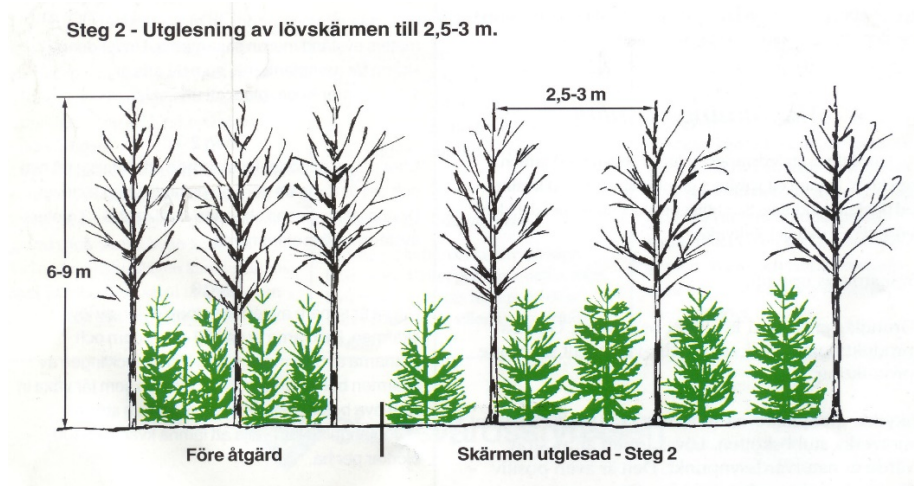 Steg 2 - Utglesning av lövskärmen till 2,5-3 m.
2,5-3 m
6-9 m
Före åtgärd
Skärmen utglesad - Steg 2